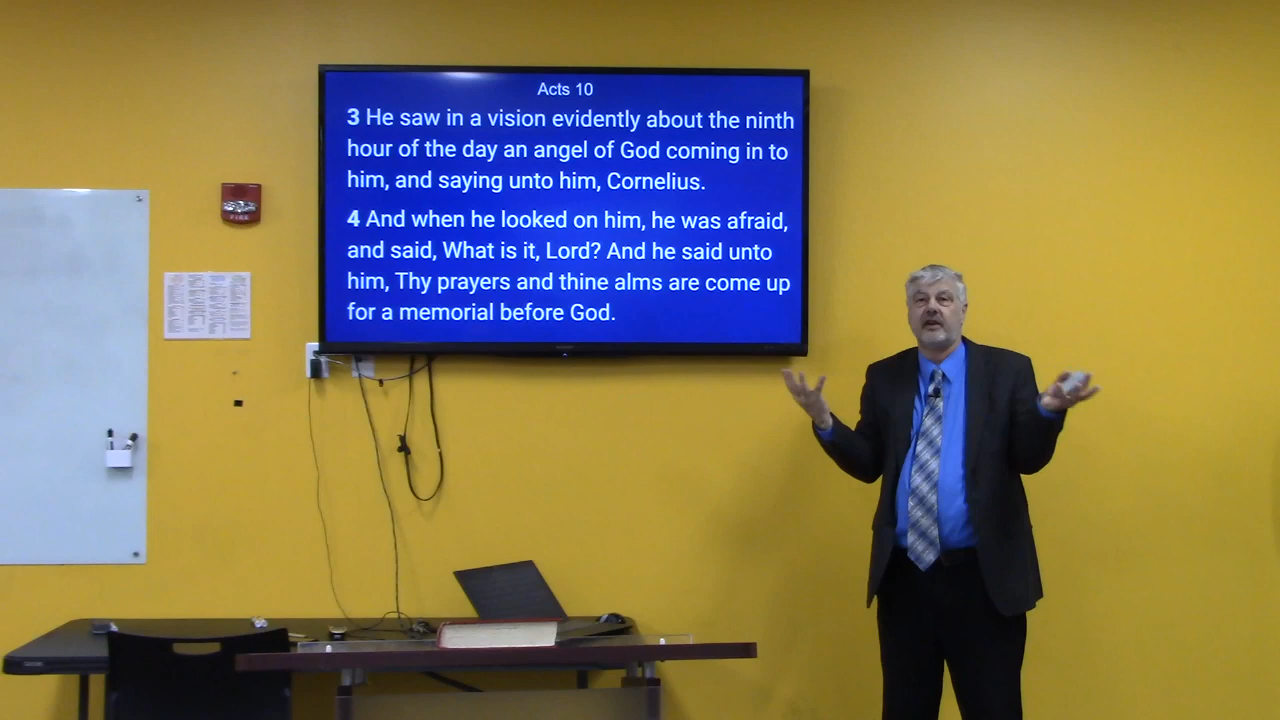 Acts 10
3 He saw in a vision evidently about the ninth
hour of the day an angel of God coming in to
him, and saying unto him, Cornelius.
4 And when he looked on him, he was afraid,
and said, What is it, Lord? And he said unto
him, Thy prayers and thine alms are come up
for a memorial before God.
FIRE